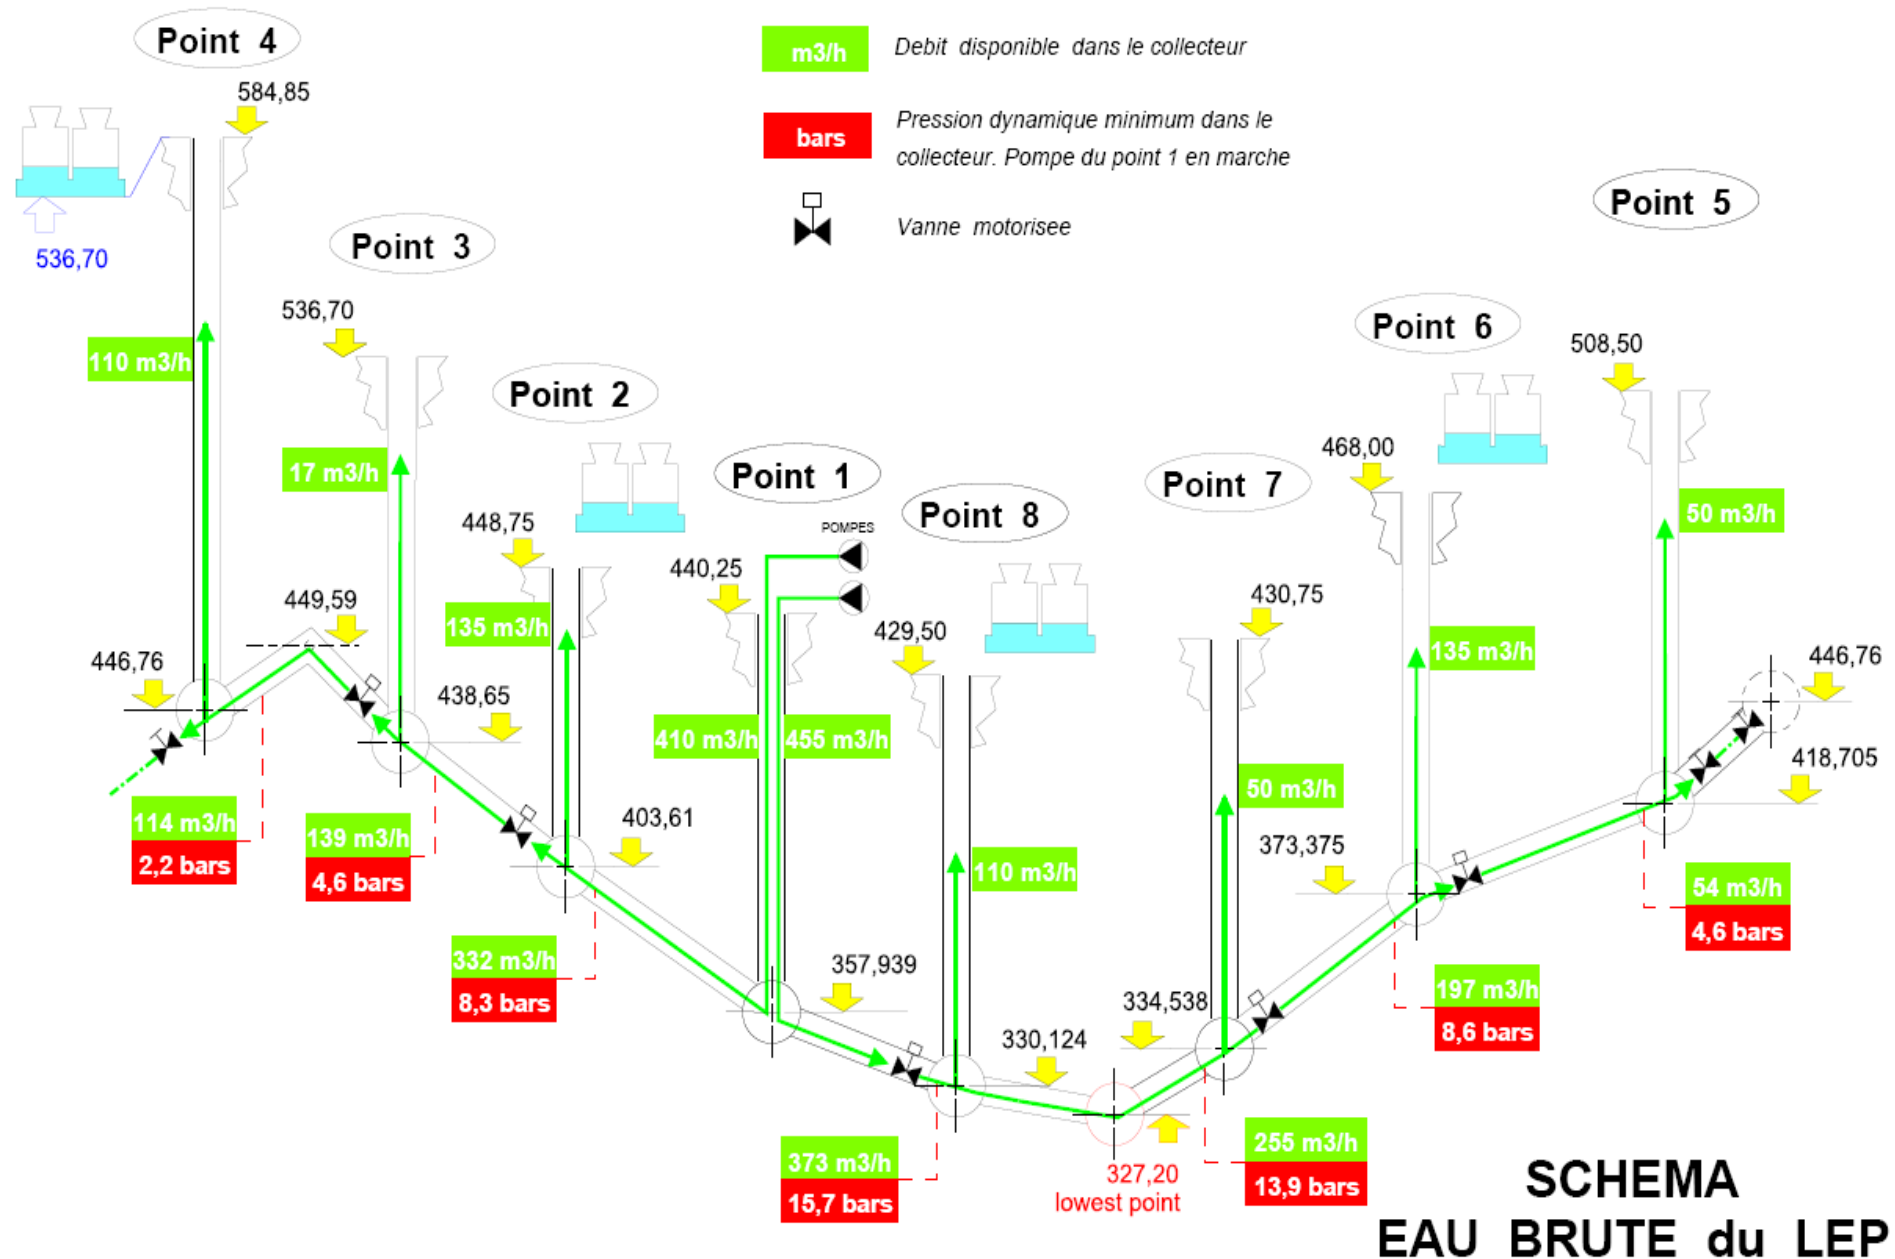 Point 4
584,85
536,70
110 m3/h
446,76
449,59
114 m3/h
2,2 bars
Point 3
536,70
17 m3/h
438,65
139 m3/h
4,6 bars
Point 2
448,75
135 m3/h
403,61
332 m3/h
8,3 bars
m3/h
Debit disponible dans le collecteur
bars
Pression dynamique minimum dans le
collecteur. Pompe du point 1 en marche
Vanne motorisee
Point 1
POMPES
440,25
410 m3/h
455 m3/h
357,939
Point 8
429,50
110 m3/h
330,124
373 m3/h
15,7 bars
327,20
lowest point
Point 7
430,75
50 m3/h
334,538
255 m3/h
13,9 bars
Point 6
468,00
135 m3/h
373,375
197 m3/h
8,6 bars
Point 5
508,50
50 m3/h
446,76
418,705
54 m3/h
4,6 bars
SCHEMA
EAU BRUTE du LEP